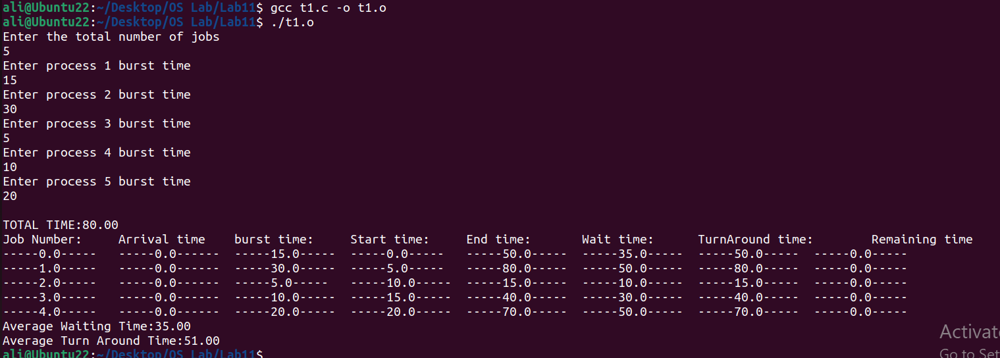 ali@Ubuntu22:~/Desktop/OS Lab/Lab11$ gcc t1.c -o t1.o
ali@Ubuntu22:~/Desktop/OS Lab/Lab11$ ./t1.o
Enter the total number of jobs
5
Enter process 1 burst time
15
Enter process 2 burst time
30
Enter process 3 burst time
5
Enter process 4 burst time
10
Enter process 5 burst time
20

TOTAL TIME:80.00
Job Number:     Arrival time    burst time:     Start time:     End time:       Wait time:      TurnAround time:        Remaining time
-----0.0-----   -----0.0------  -----15.0-----  -----0.0-----   -----50.0-----  -----35.0-----  -----50.0-----  -----0.0-----
-----1.0-----   -----0.0------  -----30.0-----  -----5.0-----   -----80.0-----  -----50.0-----  -----80.0-----  -----0.0-----
-----2.0-----   -----0.0------  -----5.0-----   -----10.0-----  -----15.0-----  -----10.0-----  -----15.0-----  -----0.0-----
-----3.0-----   -----0.0------  -----10.0-----  -----15.0-----  -----40.0-----  -----30.0-----  -----40.0-----  -----0.0-----
-----4.0-----   -----0.0------  -----20.0-----  -----20.0-----  -----70.0-----  -----50.0-----  -----70.0-----  -----0.0-----
Average Waiting Time:35.00
Average Turn Around Time:51.00
ali@Ubuntu22:~/Desktop/OS Lab/Lab11$
Activat
Go to Set